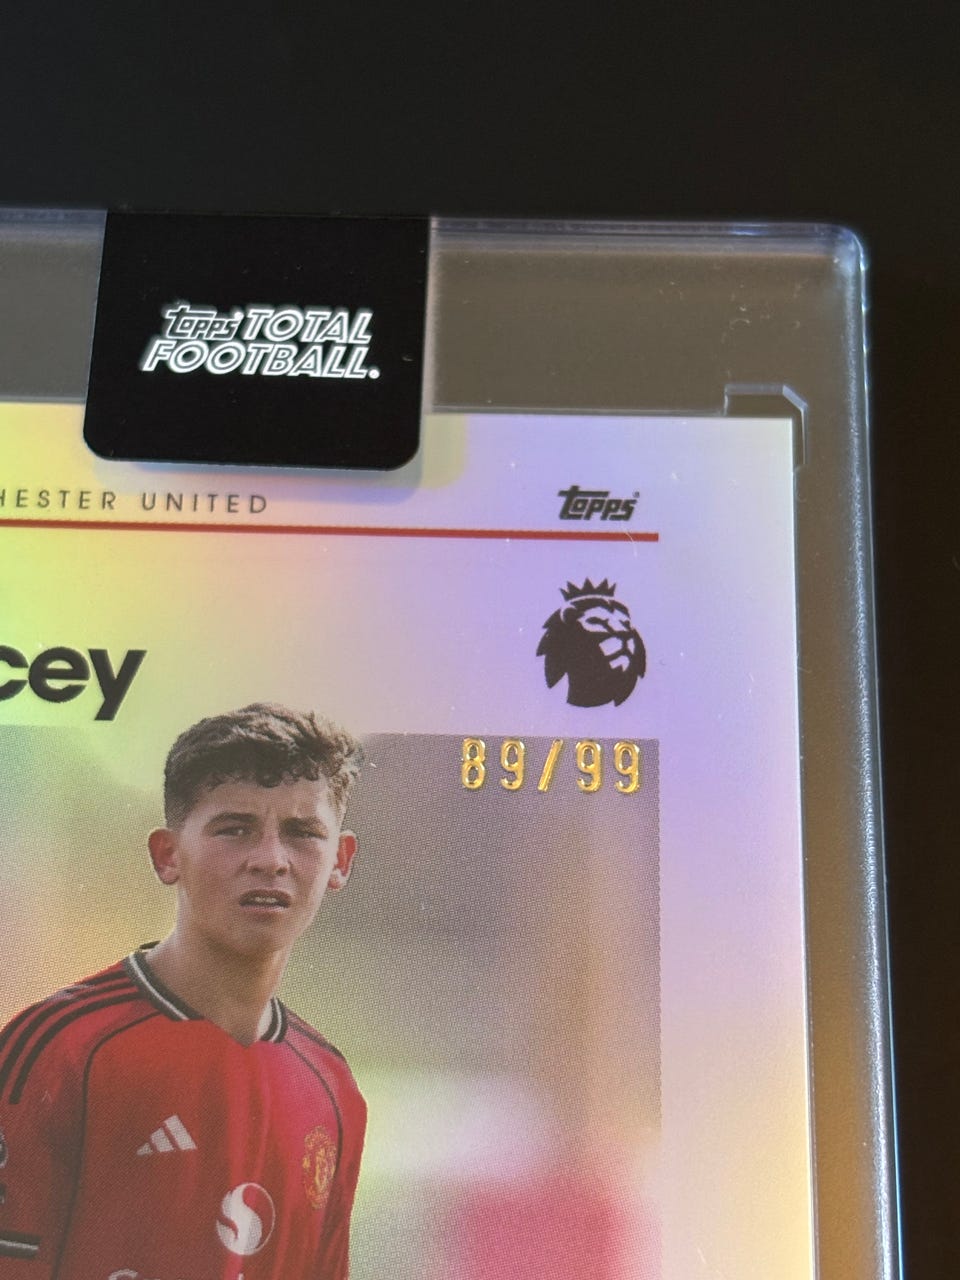 topps TOTAL
FOOTBALL.
HESTER UNITED
topps
cey
89/99